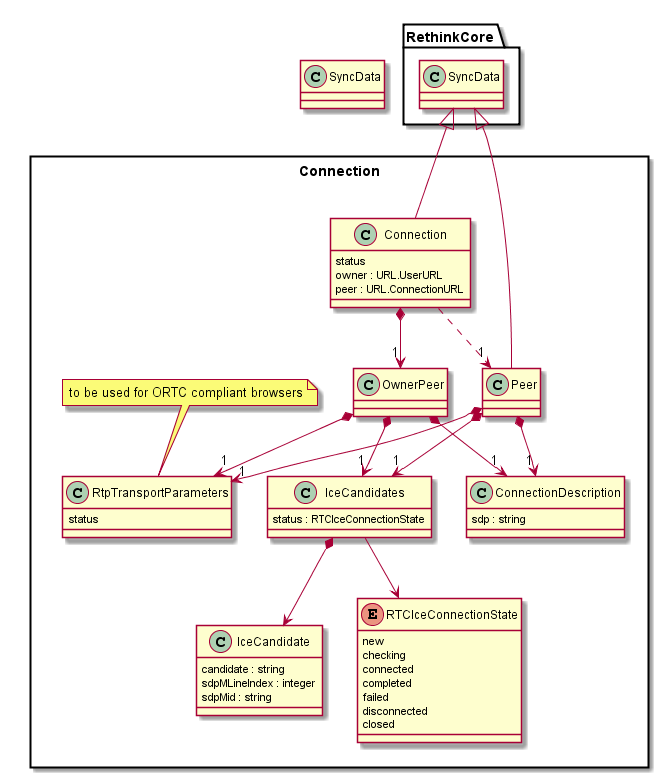 RethinkCore
C SyncData
C SyncData
Connection
C Connection
status
owner : URL.UserURL
peer : URL.ConnectionURL
1
1
to be used for ORTC compliant browsers
C OwnerPeer
C Peer
1
1
1
1
1
1
C RtpTransportParameters
status
C IceCandidates
status : RTCIceConnectionState
C ConnectionDescription
sdp : string
C IceCandidate
candidate : string
sdpMLineIndex : integer
sdpMid : string
E RTCIceConnectionState
new
checking
connected
completed
failed
disconnected
closed